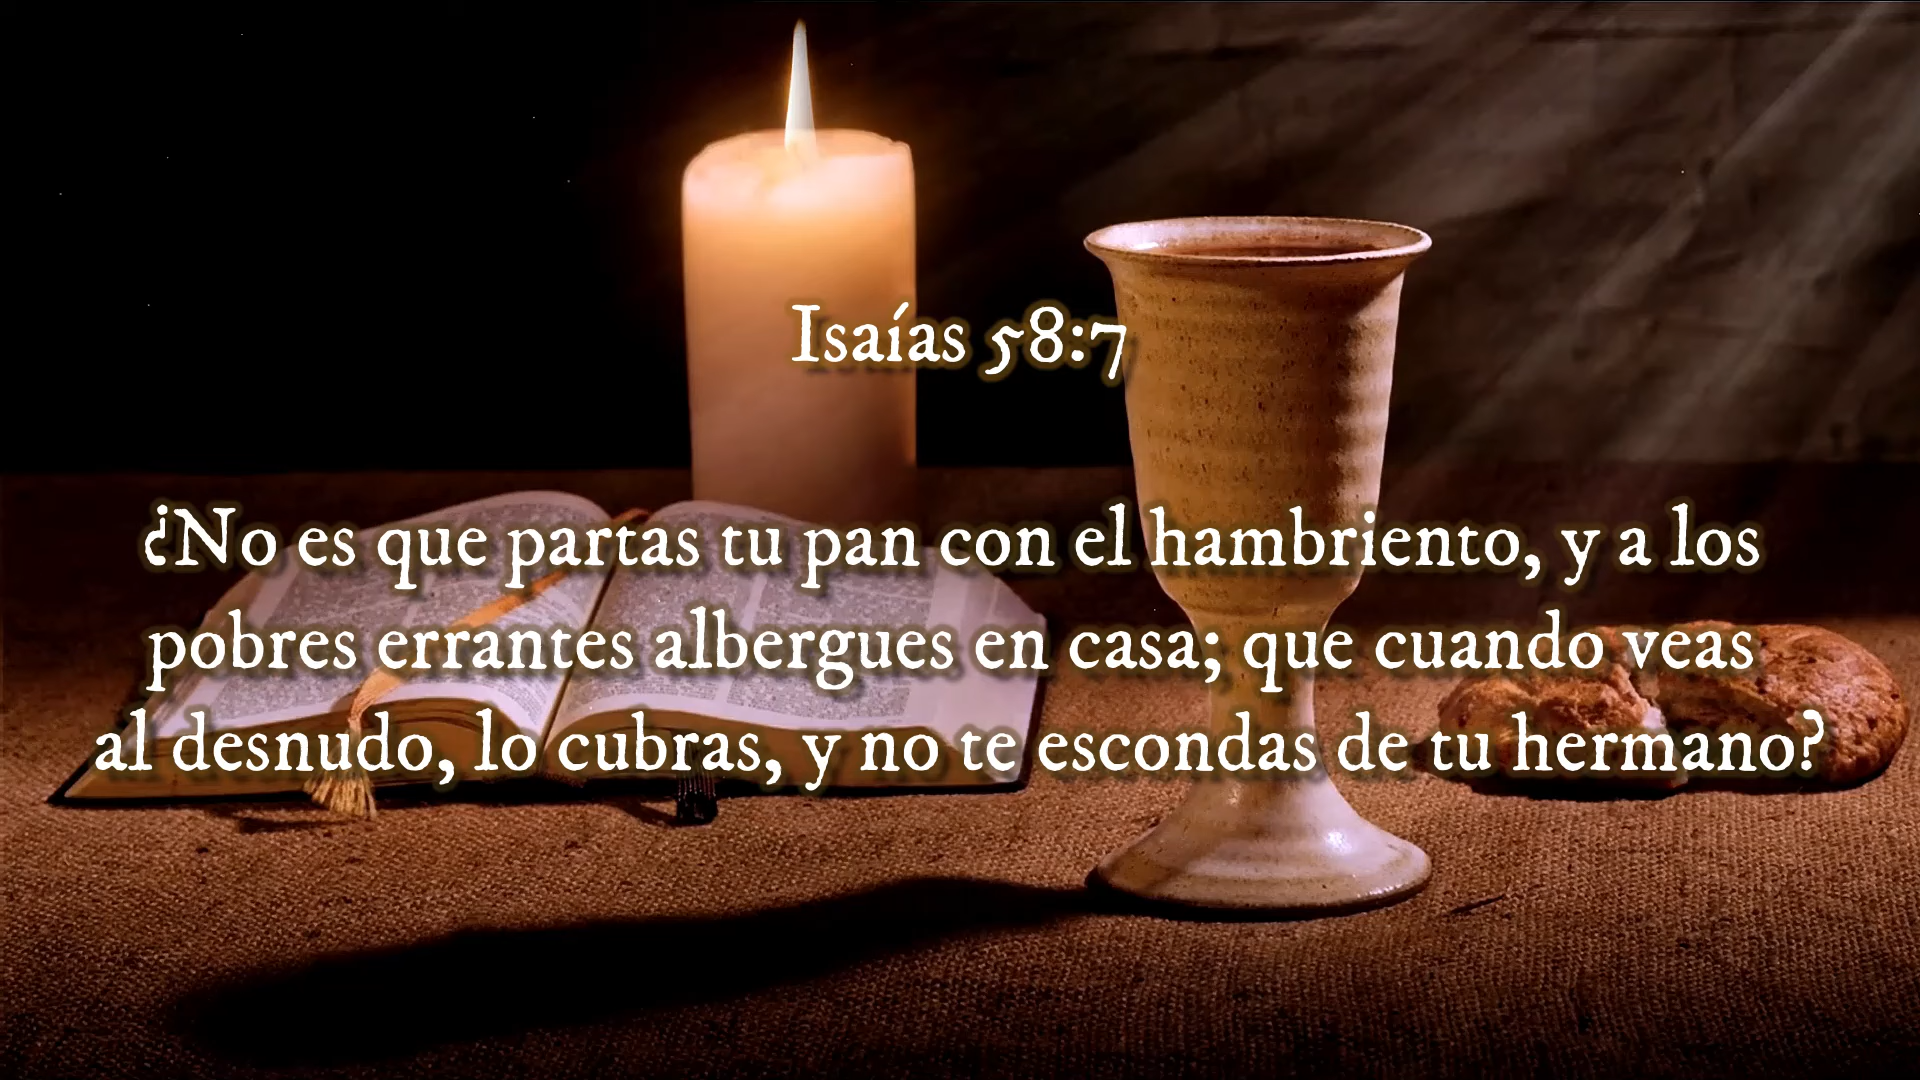 Isaías 58:7
¿No es que partas tu pan con el hambriento, y a los
pobres errantes albergues en casa; que cuando veas
al desnudo, lo cubras, y no te escondas de tu hermano?